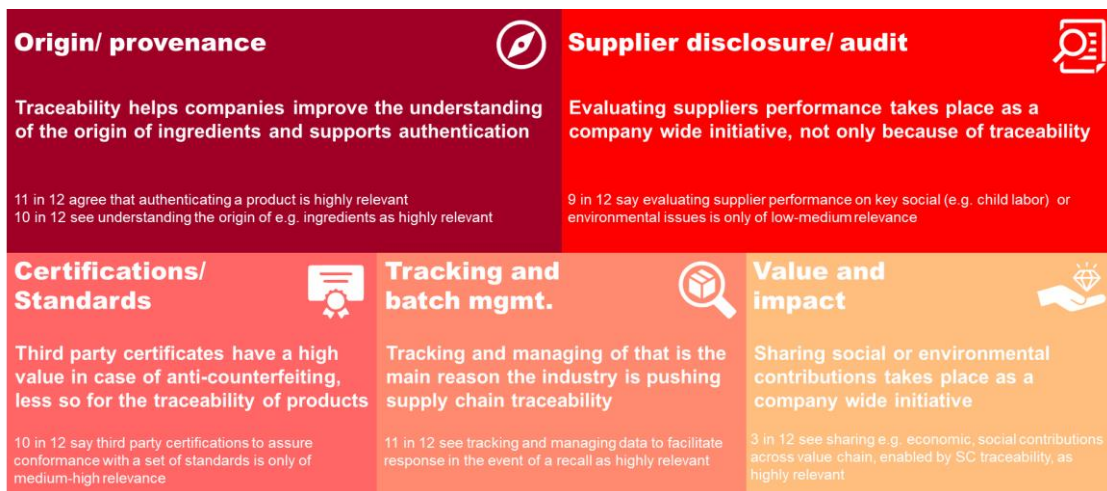 Origin/ provenance
Traceability helps companies improve the understanding
of the origin of ingredients and supports authentication
11 in 12 agree that authenticating a product is highly relevant
10 in 12 see understanding the origin of e.g. ingredients as highly relevant
Supplier disclosure/ audit
Evaluating suppliers performance takes place as a
company wide initiative, not only because of traceability
9 in 12 say evaluating supplier performance on key social (e.g. child labor) or
environmental issues is only of low-medium relevance
Certifications/
Standards
Third party certificates have a high
value in case of anti-counterfeiting,
less so for the traceability of products
10 in 12 say third party certifications to assure
conformance with a set of standards is only of
medium-high relevance
Tracking and
batch mgmt.
Tracking and managing of that is the
main reason the industry is pushing
supply chain traceability
11 in 12 see tracking and managing data to facilitate
response in the event of a recall as highly relevant
Value and
impact
Sharing social or environmental
contributions takes place as a
company wide initiative
3 in 12 see sharing e.g. economic, social contributions
across value chain, enabled by SC traceability, as
highly relevant